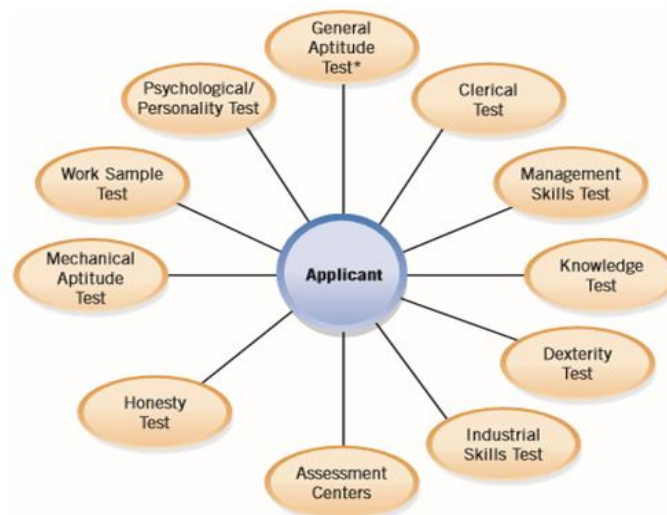 General
Aptitude
Test*
Clerical
Test
Management
Skills Test
Knowledge
Test
Dexterity
Test
Industrial
Skills Test
Assessment
Centers
Honesty
Test
Mechanical
Aptitude
Test
Work Sample
Test
Psychological/
Personality Test
Applicant